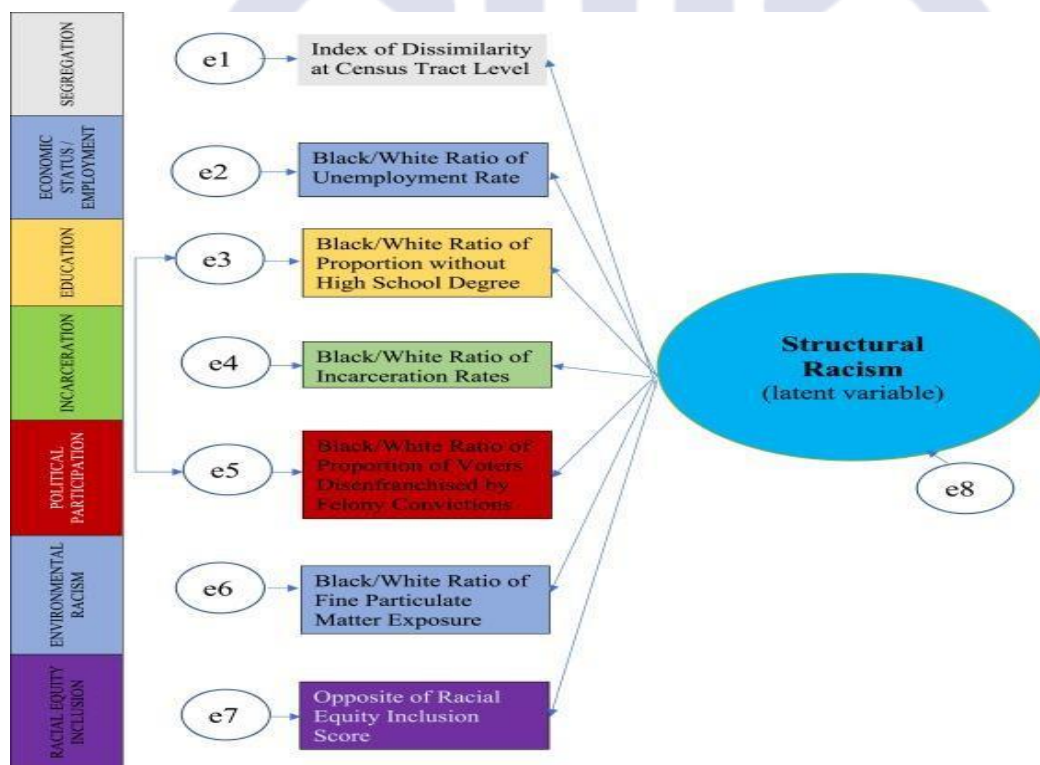 SEGREGATION
e1
Index of Dissimilarity
at Census Tract Level
ECONOMIC
STATUS /
EMPLOYMENT
e2
Black/White Ratio of
Unemployment Rate
EDUCATION
e3
Black/White Ratio of
Proportion without
High School Degree
INCARCERATION
e4
Black/White Ratio of
Incarceration Rates
Structural
Racism
(latent variable)
POLITICAL
PARTICIPATION
e5
Black/White Ratio of
Proportion of Voters
Disenfranchised by
Felony Convictions
e8
ENVIRONMENTAL
RACISM
e6
Black/White Ratio of
Fine Particulate
Matter Exposure
RACIAL EQUITY
INCLUSION
e7
Opposite of Racial
Equity Inclusion
Score